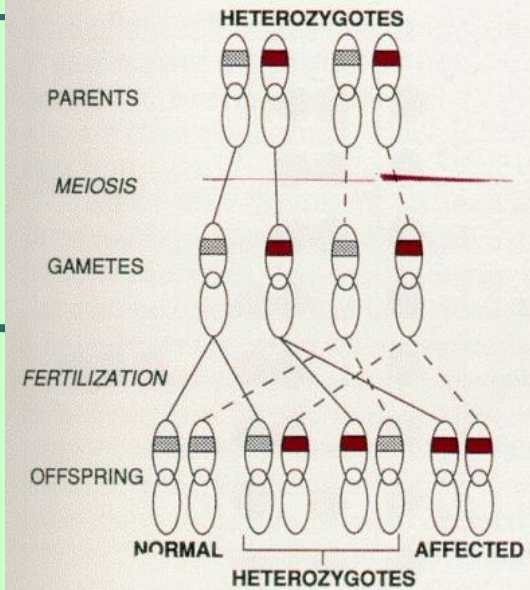 HETEROZYGOTES
PARENTS
MEIOSIS
GAMETES
FERTILIZATION
OFFSPRING
NORMAL AFFECTED
HETEROZYGOTES